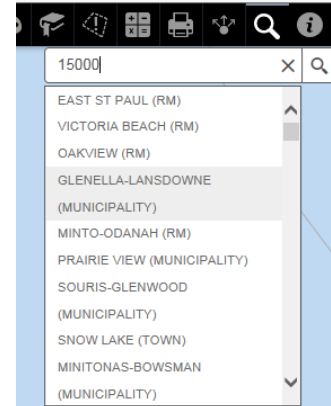 15000
EAST ST PAUL (RM)
VICTORIA BEACH (RM)
OAKVIEW (RM)
GLENELLA-LANSDOWNE
(MUNICIPALITY)
MINTO-ODANAH (RM)
PRAIRIE VIEW (MUNICIPALITY)
SOURIS-GLENWOOD
(MUNICIPALITY)
SNOW LAKE (TOWN)
MINITONAS-BOWSMAN
(MUNICIPALITY)